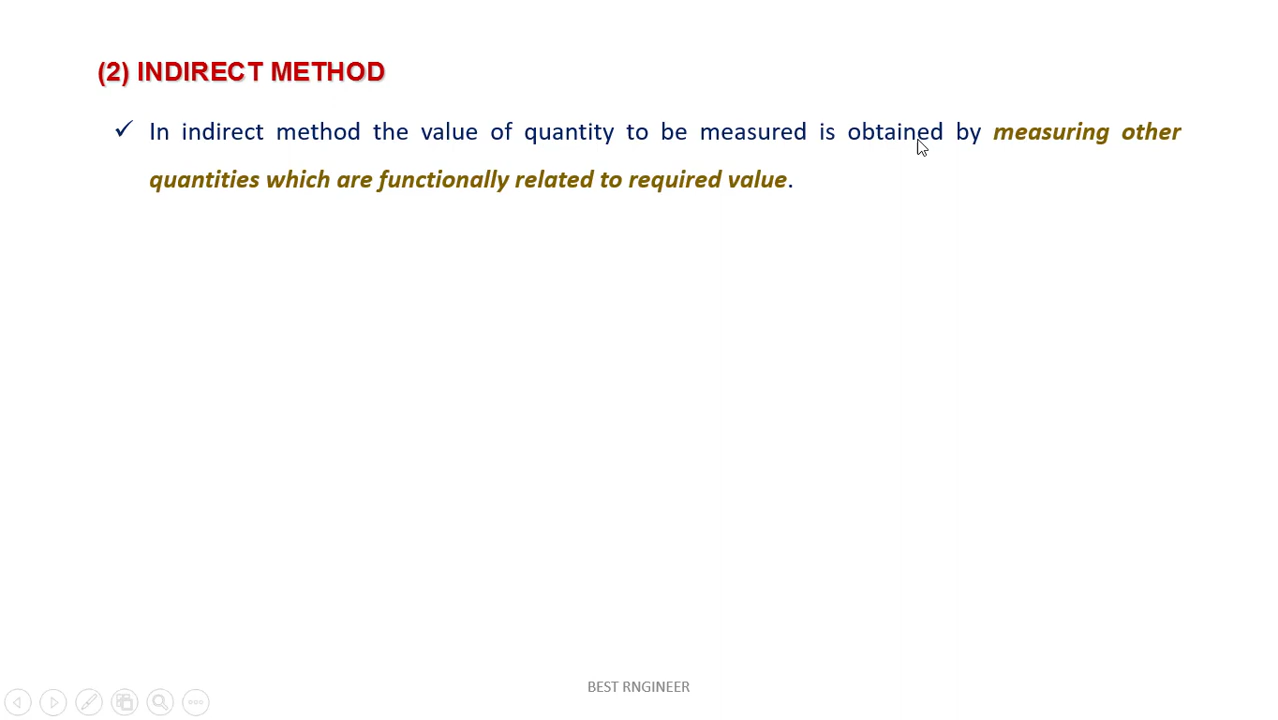 (2) INDIRECT METHOD
✓ In indirect method the value of quantity to be measured is obtained by measuring other
quantities which are functionally related to required value.
BEST RNGINEER